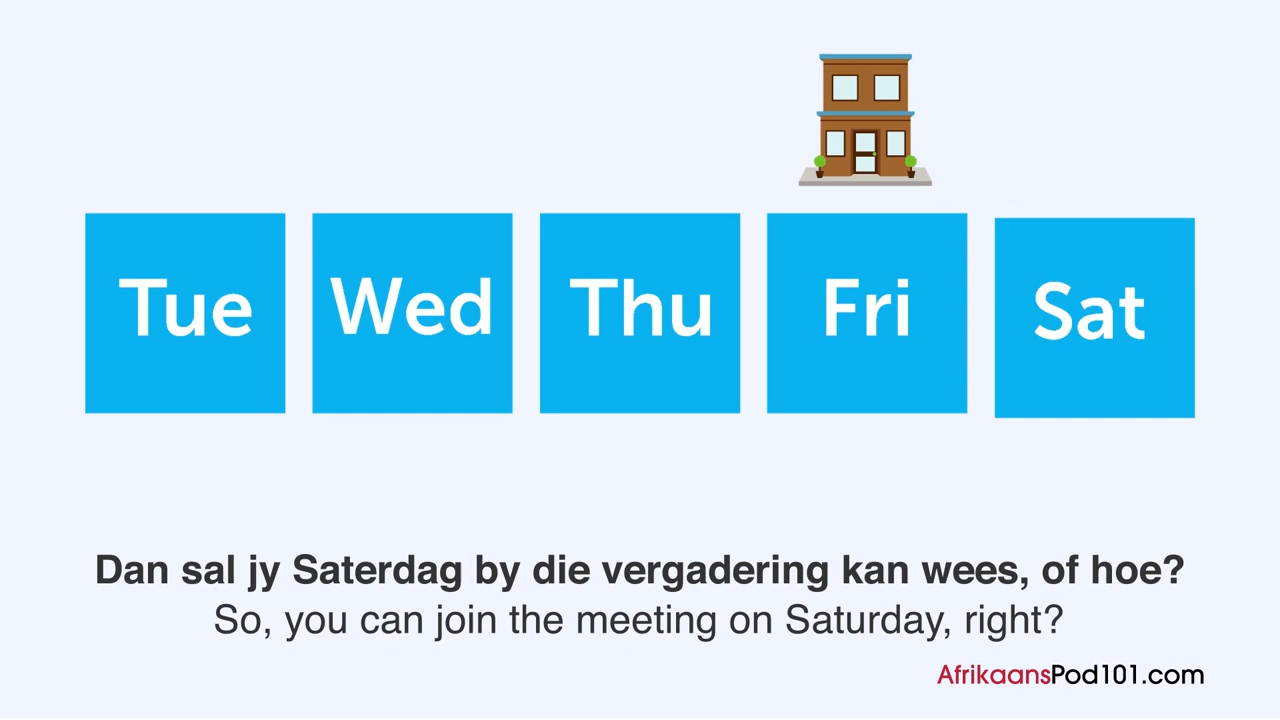 Tue Wed Thu Fri Sat
Dan sal jy Saterdag by die vergadering kan wees, of hoe?
So, you can join the meeting on Saturday, right?
AfrikaansPod101.com